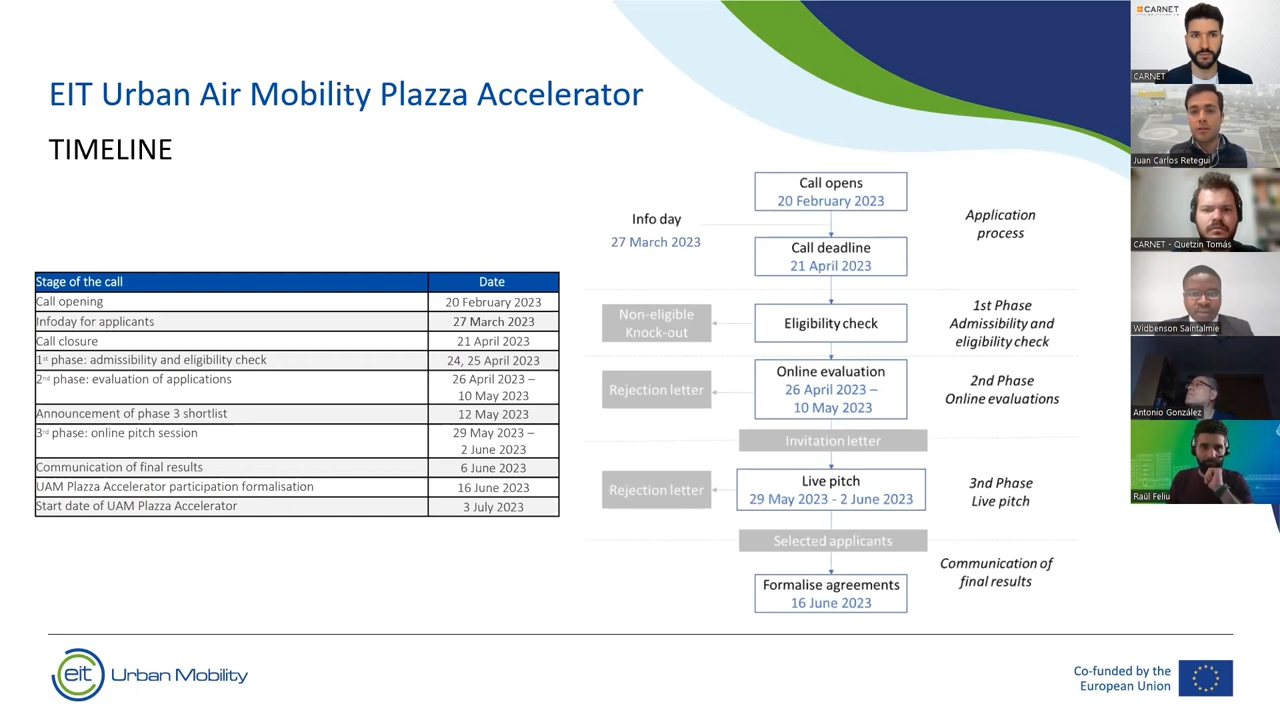 EIT Urban Air Mobility Plazza Accelerator
TIMELINE
Stage of the call Date
Call opening 20 February 2023
Infoday for applicants 27 March 2023
Call closure 21 April 2023
1st phase: admissibility and eligibility check 24, 25 April 2023
2nd phase: evaluation of applications 26 April 2023 –
10 May 2023
Announcement of phase 3 shortlist 12 May 2023
3rd phase: online pitch session 29 May 2023 –
2 June 2023
Communication of final results 6 June 2023
UAM Plazza Accelerator participation formalisation 16 June 2023
Start date of UAM Plazza Accelerator 3 July 2023
Call opens
20 February 2023
Info day
27 March 2023
Application
process
Call deadline
21 April 2023
Non-eligible
Knock-out
Eligibility check
1st Phase
Admissibility and
eligibility check
Rejection letter
Online evaluation
26 April 2023 –
10 May 2023
2nd Phase
Online evaluations
Invitation letter
Rejection letter
Live pitch
29 May 2023 - 2 June 2023
3nd Phase
Live pitch
Selected applicants
Communication of
final results
Formalise agreements
16 June 2023
eit Urban Mobility
Co-funded by the
European Union
CARNET
CARNET
Juan Carlos Retegui
CARNET - Quetzin Tomás
Widbenson Saintalmie
Antonio González
Raül Feliu